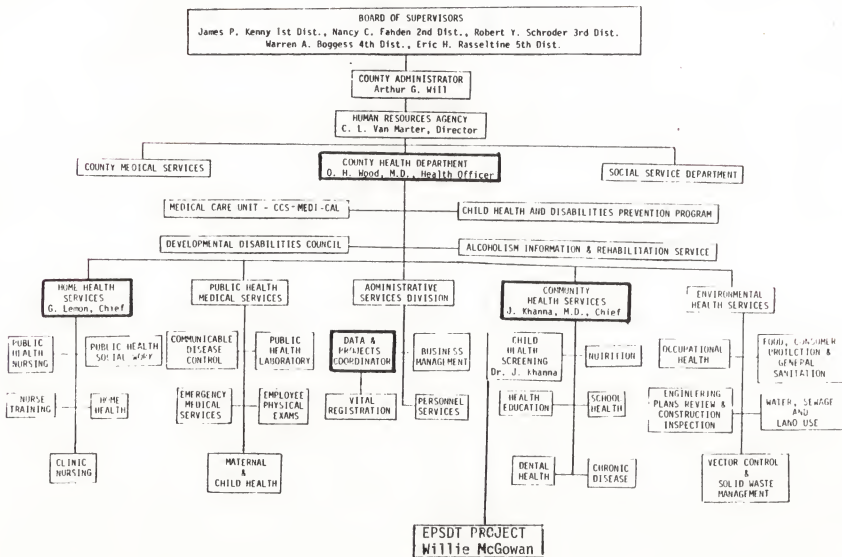 BOARD OF SUPERVISORS
James P. Kenny 1st Dist., Nancy C. Fahden 2nd Dist., Robert Y. Schroder 3rd Dist.
Warren A. Boggess 4th Dist., Eric H. Rasseltine 5th Dist.
COUNTY ADMINISTRATOR
Arthur G. Will
HUMAN RESOURCES AGENCY
C. L. Van Marter, Director
COUNTY MEDICAL SERVICES
COUNTY HEALTH DEPARTMENT
O. H. Wood, M.D., Health Officer
SOCIAL SERVICE DEPARTMENT
MEDICAL CARE UNIT - CCS-MEDI-CAL
CHILD HEALTH AND DISABILITIES PREVENTION PROGRAM
DEVELOPMENTAL DISABILITIES COUNCIL
ALCOHOLISM INFORMATION & REHABILITATION SERVICE
HOME HEALTH
SERVICES
G. Lemon, Chief
PUBLIC HEALTH
MEDICAL SERVICES
ADMINISTRATIVE
SERVICES DIVISION
COMMUNITY
HEALTH SERVICES
J. Khanna, M.D., Chief
ENVIRONMENTAL
HEALTH SERVICES
PUBLIC
HEALTH
NURSING
PUBLIC HEALTH
SOCIAL WORK
COMMUNICABLE
DISEASE
CONTROL
PUBLIC
HEALTH
LABORATORY
DATA &
PROJECTS
COORDINATOR
BUSINESS
MANAGEMENT
CHILD
HEALTH
SCREENING
Dr. J. Khanna
NUTRITION
OCCUPATIONAL
HEALTH
FOOD, CONSUMER
PROTECTION &
GENERAL
SANITATION
NURSE
TRAINING
HOME
HEALTH
EMERGENCY
MEDICAL
SERVICES
EMPLOYEE
PHYSICAL
EXAMS
VITAL
REGISTRATION
PERSONNEL
SERVICES
HEALTH
EDUCATION
SCHOOL
HEALTH
ENGINEERING
PLANS REVIEW &
CONSTRUCTION
INSPECTION
WATER, SEWAGE
AND
LAND USE
CLINIC
NURSING
MATERNAL
&
CHILD HEALTH
DENTAL
HEALTH
CHRONIC
DISEASE
VECTOR CONTROL
&
SOLID WASTE
MANAGEMENT
EPSDT PROJECT
Willie McGowan